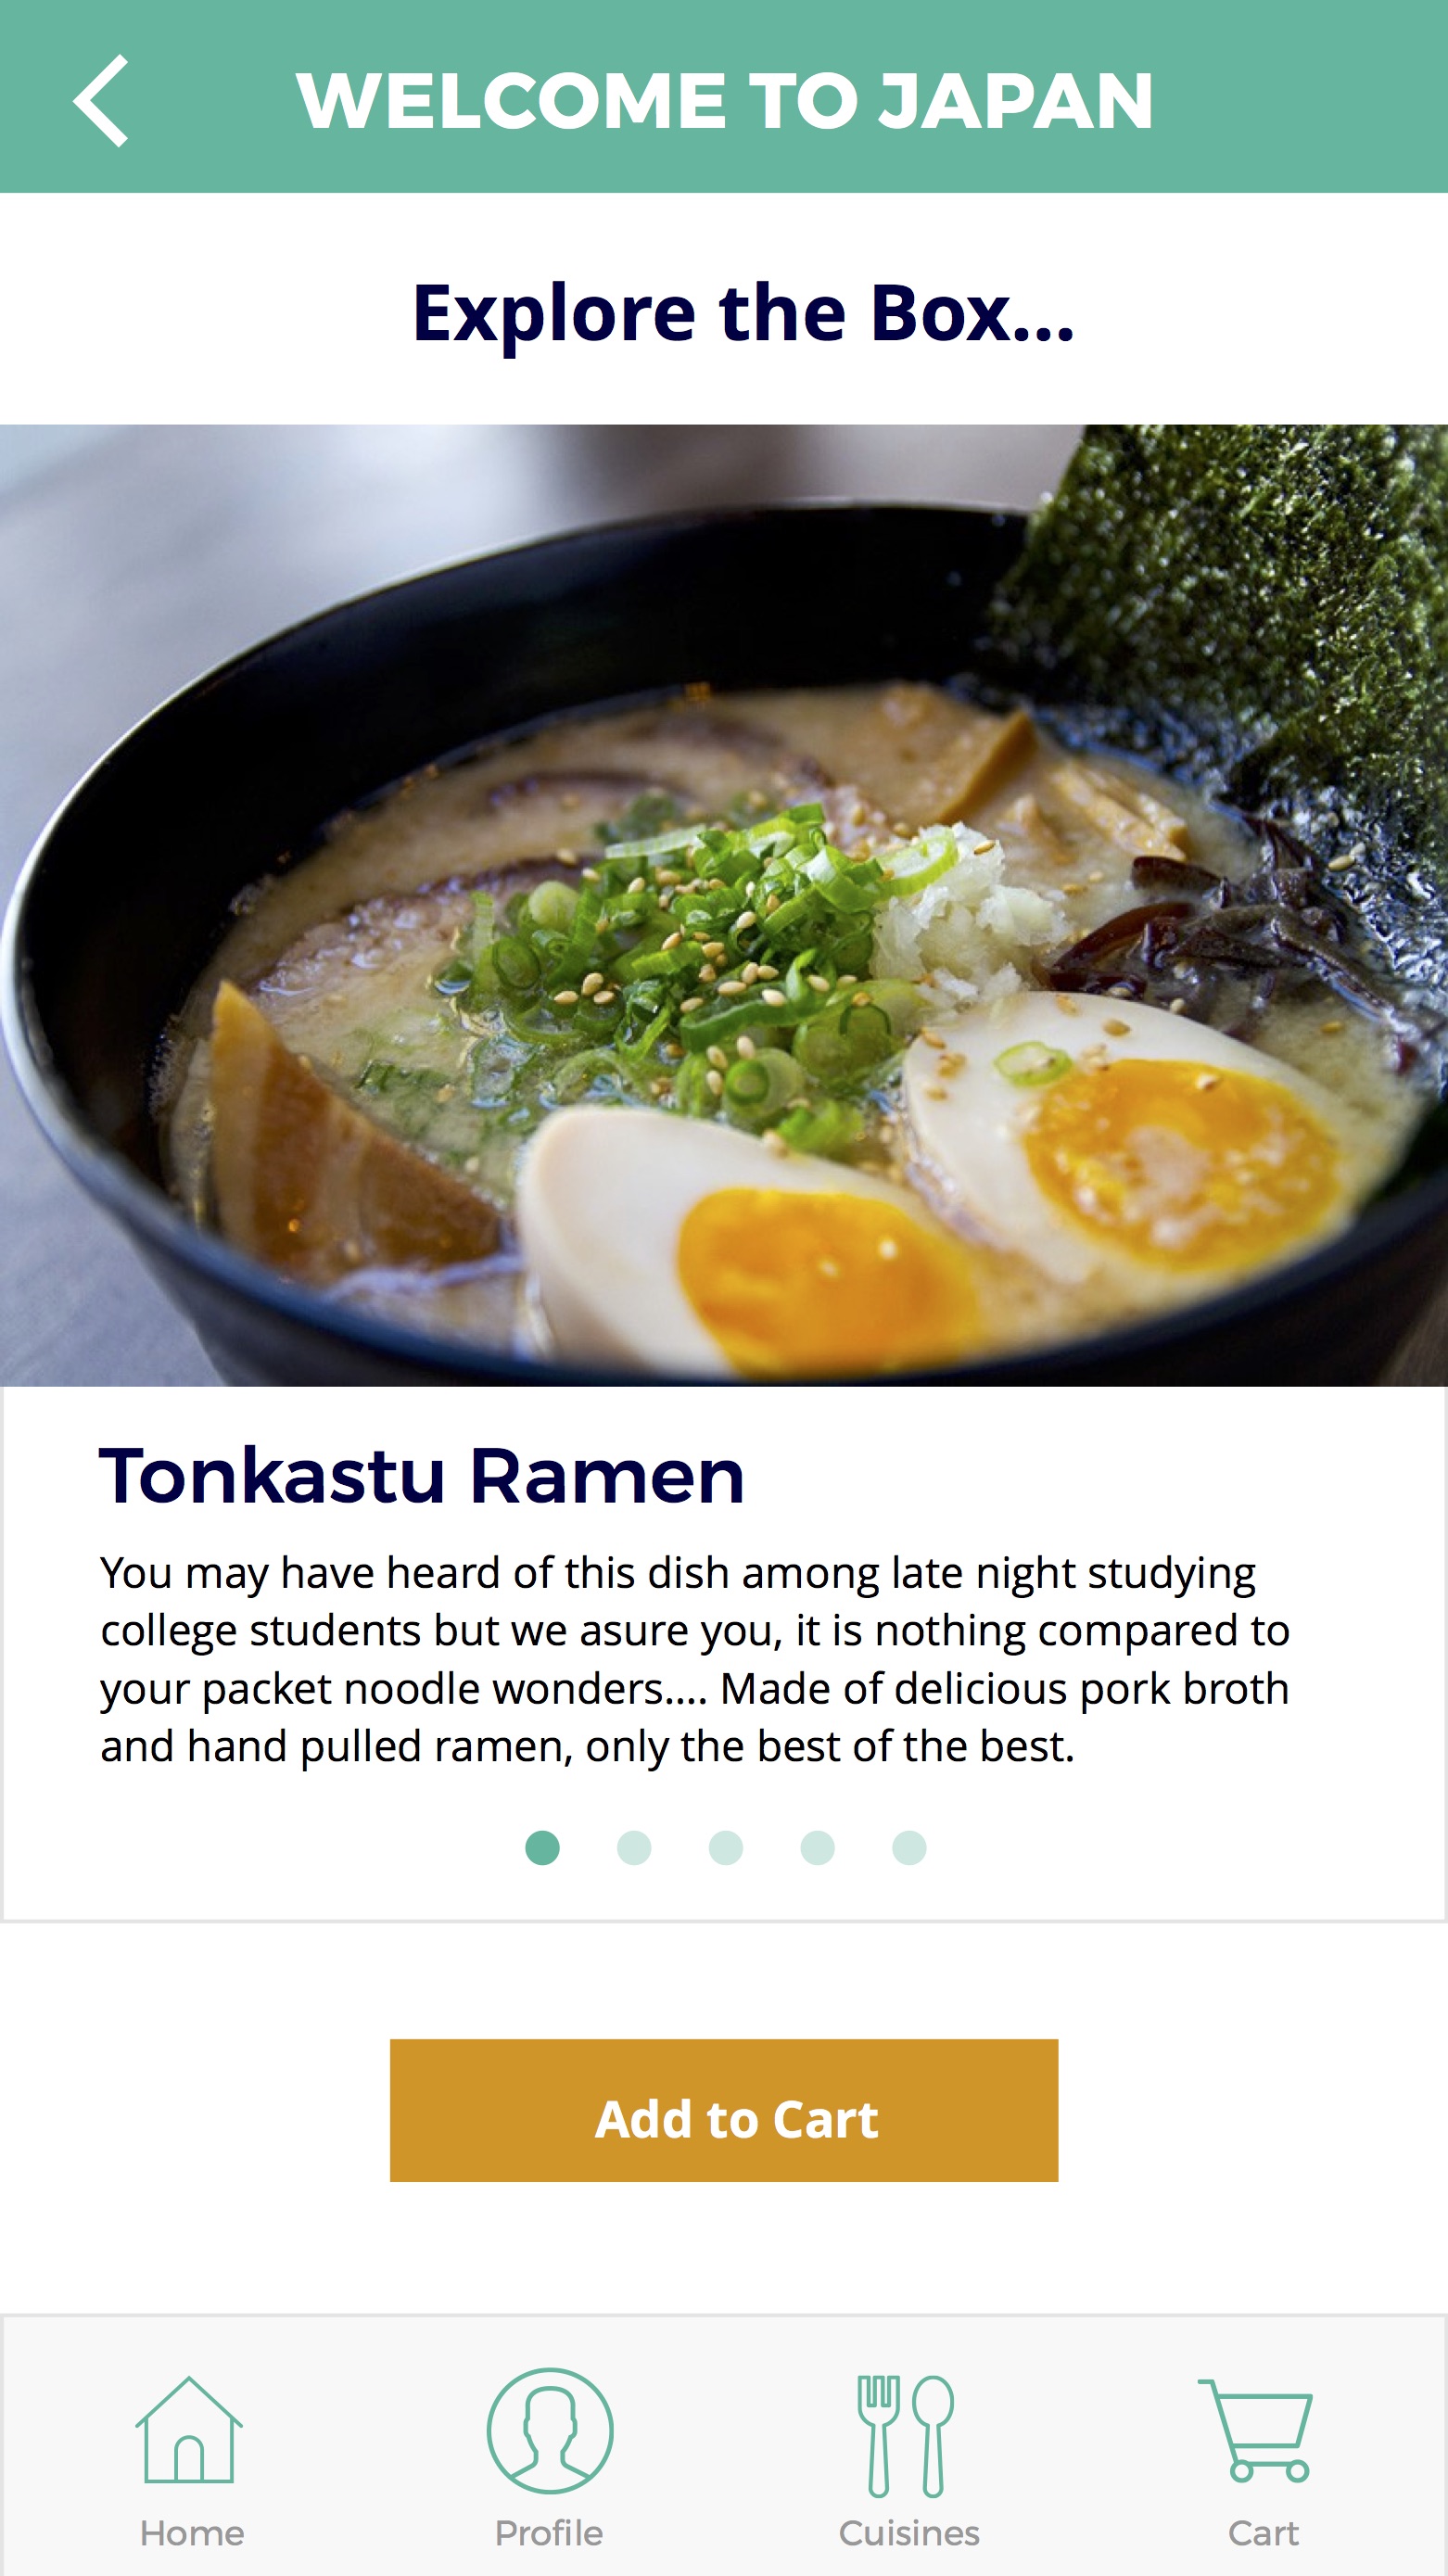 WELCOME TO JAPAN
Explore the Box...
Tonkastu Ramen
You may have heard of this dish among late night studying
college students but we asure you, it is nothing compared to
your packet noodle wonders.... Made of delicious pork broth
and hand pulled ramen, only the best of the best.
Add to Cart
Home Profile Cuisines Cart